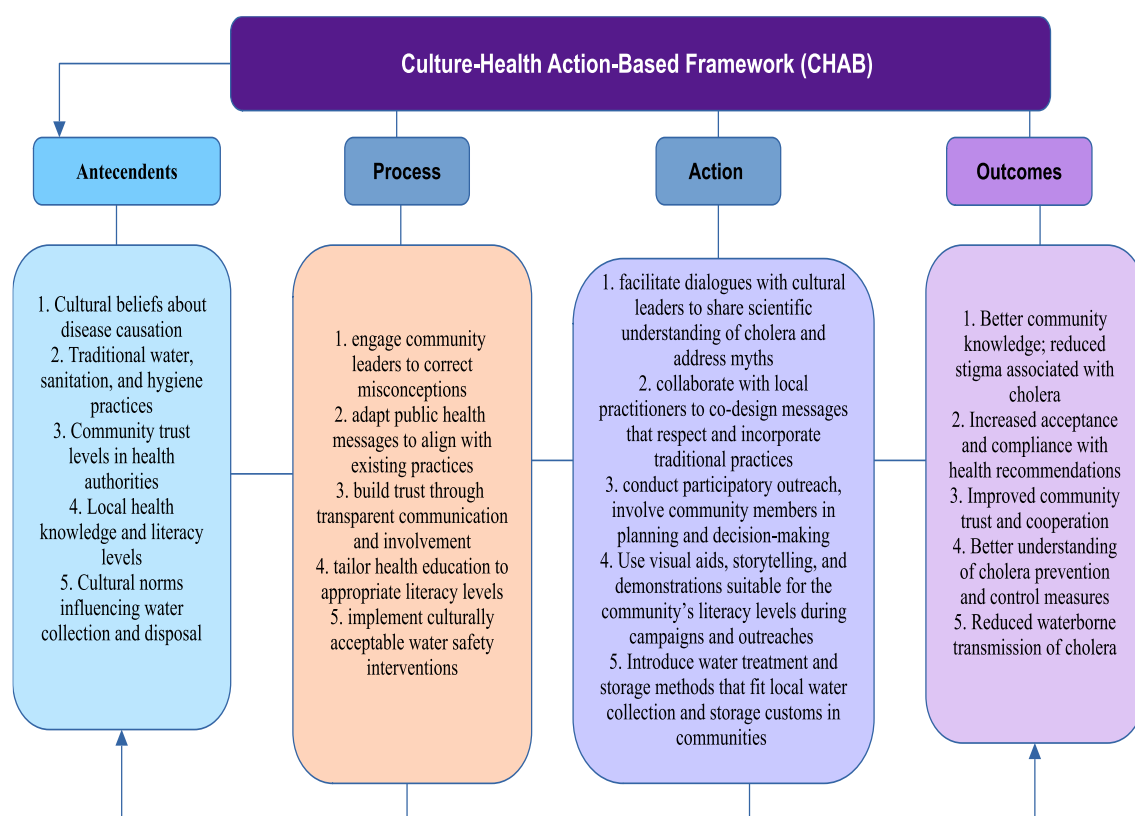 Culture-Health Action-Based Framework (CHAB)
Antecendents
1. Cultural beliefs about
disease causation
2. Traditional water,
sanitation, and hygiene
practices
3. Community trust
levels in health
authorities
4. Local health
knowledge and literacy
levels
5. Cultural norms
influencing water
collection and disposal
Process
1. engage community
leaders to correct
misconceptions
2. adapt public health
messages to align with
existing practices
3. build trust through
transparent communication
and involvement
4. tailor health education to
appropriate literacy levels
5. implement culturally
acceptable water safety
interventions
Action
1. facilitate dialogues with cultural
leaders to share scientific
understanding of cholera and
address myths
2. collaborate with local
practitioners to co-design messages
that respect and incorporate
traditional practices
3. conduct participatory outreach,
involve community members in
planning and decision-making
4. Use visual aids, storytelling, and
demonstrations suitable for the
community’s literacy levels during
campaigns and outreaches
5. Introduce water treatment and
storage methods that fit local water
collection and storage customs in
communities
Outcomes
1. Better community
knowledge; reduced
stigma associated with
cholera
2. Increased acceptance
and compliance with
health recommendations
3. Improved community
trust and cooperation
4. Better understanding
of cholera prevention
and control measures
5. Reduced waterborne
transmission of cholera